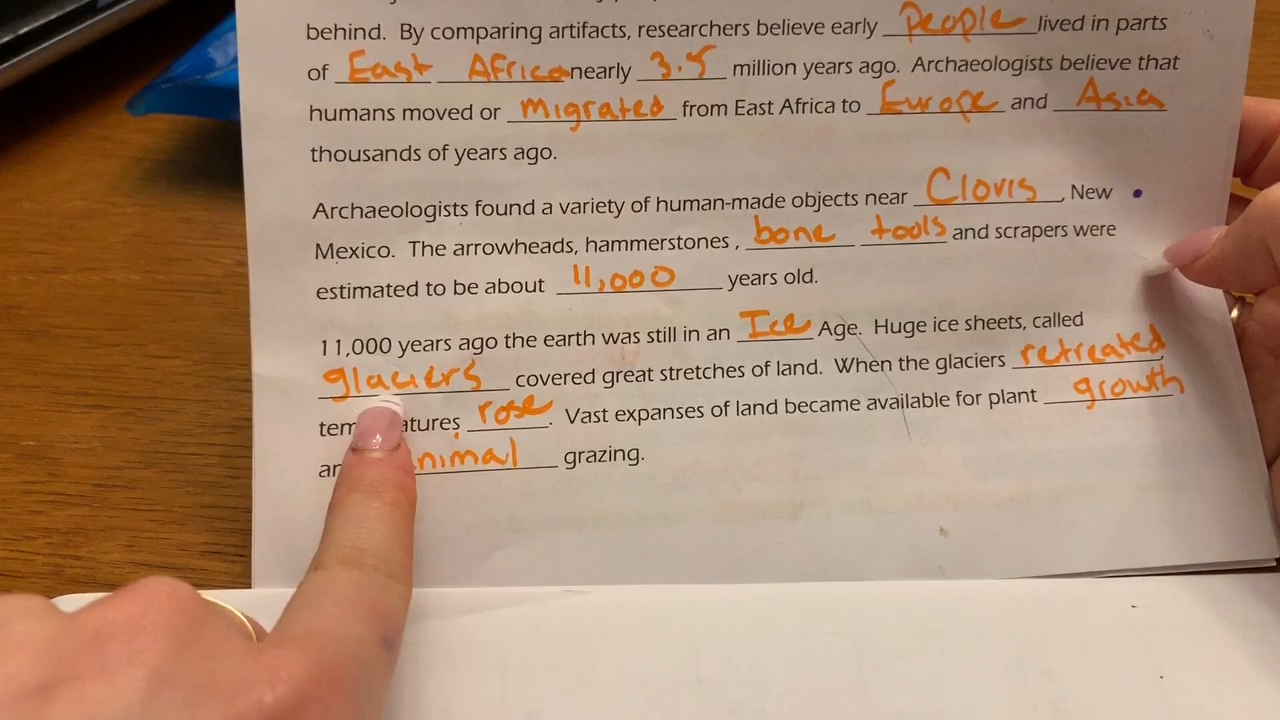 behind. By comparing artifacts, researchers believe early People lived in parts
of East Africa nearly 3.5 million years ago. Archaeologists believe that
humans moved or migrated from East Africa to Europe and Asia
thousands of years ago.
Archaeologists found a variety of human-made objects near Clovis, New
Mexico. The arrowheads, hammerstones, bone tools and scrapers were
estimated to be about 11,000 years old.
11,000 years ago the earth was still in an Ice Age. Huge ice sheets, called
glaciers covered great stretches of land. When the glaciers retreated,
rose. Vast expanses of land became available for plant growth
grazing.